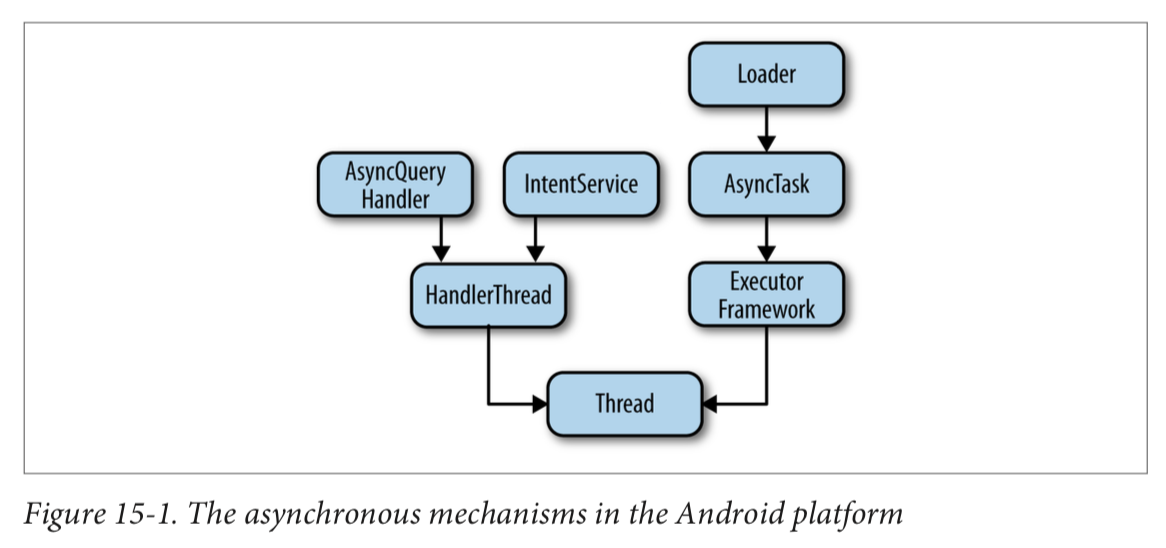 Loader
AsyncQuery
Handler
IntentService
AsyncTask
HandlerThread
Executor
Framework
Thread
Figure 15-1. The asynchronous mechanisms in the Android platform